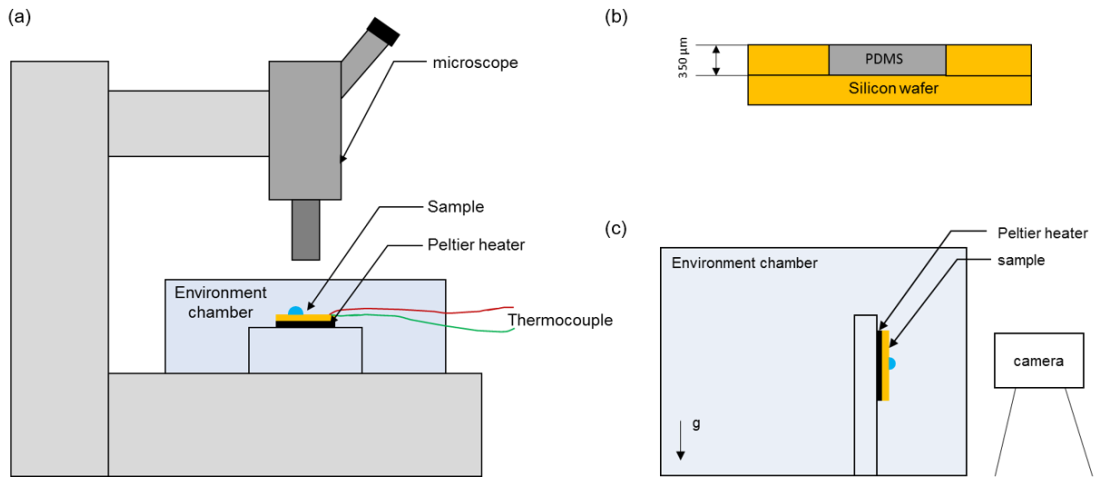 (a)
microscope
Sample
Peltier heater
Environment
chamber
Thermocouple
(b)
350 μm
PDMS
Silicon wafer
(c)
Peltier heater
Environment chamber
sample
camera
g